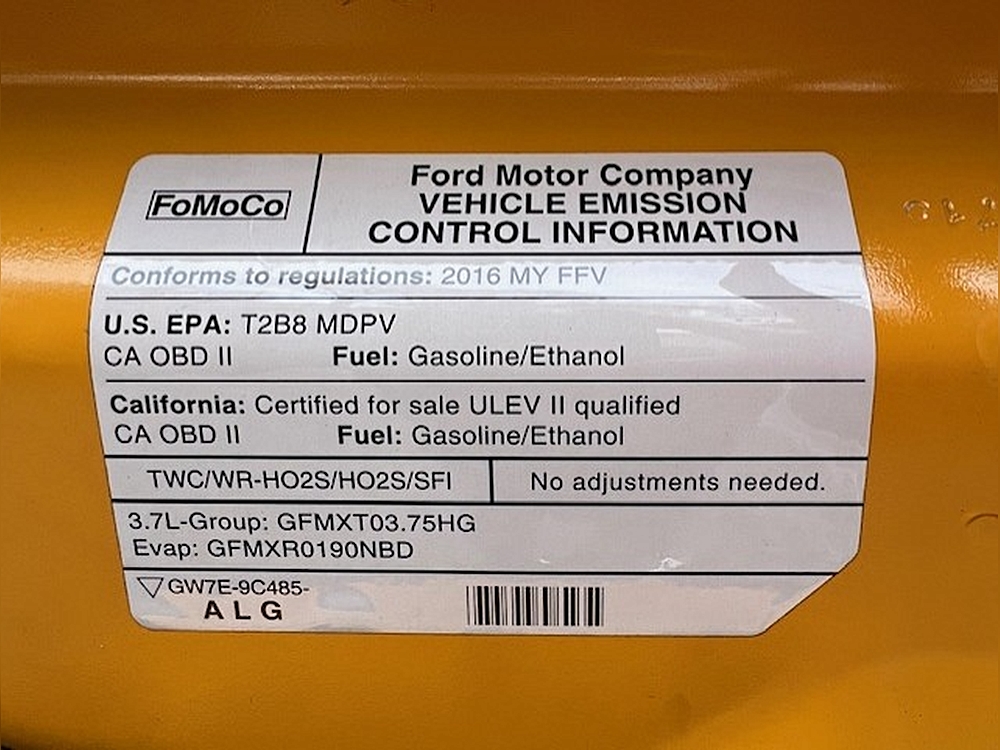 FoMoCo
Ford Motor Company
VEHICLE EMISSION
CONTROL INFORMATION
Conforms to regulations: 2016 MY FFV
U.S. EPA: T2B8 MDPV
CA OBD II Fuel: Gasoline/Ethanol
California: Certified for sale ULEV II qualified
CA OBD II Fuel: Gasoline/Ethanol
TWC/WR-HO2S/HO2S/SFI
No adjustments needed.
3.7L-Group: GFMXT03.75HG
Evap: GFMXR0190NBD
GW7E-9C485-
ALG